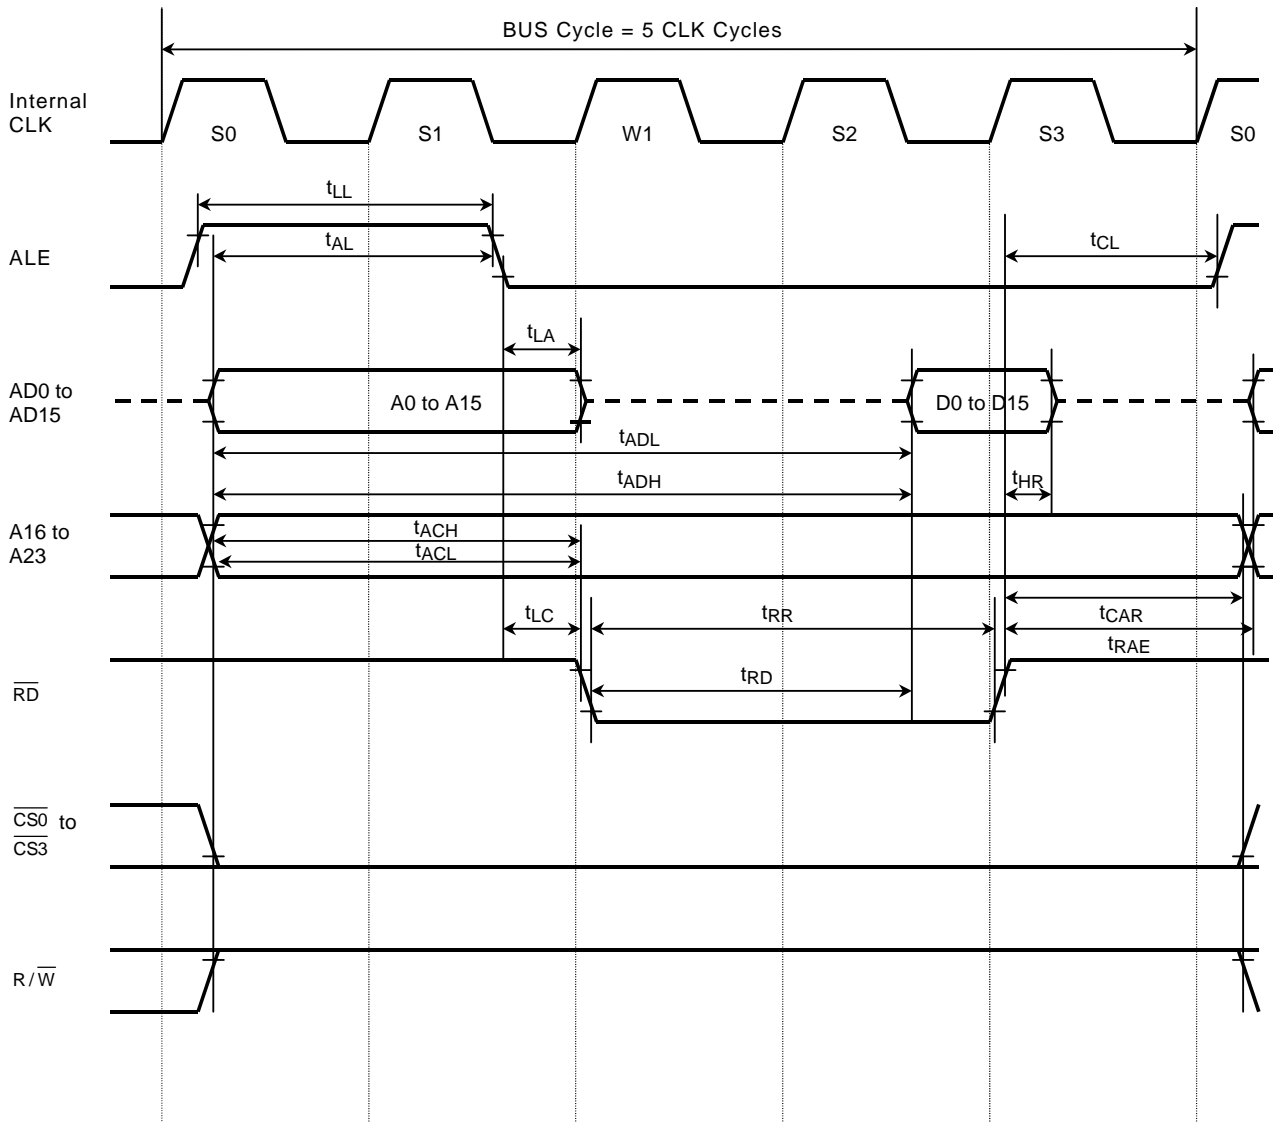 BUS Cycle = 5 CLK Cycles
Internal
CLK
S0
S1
W1
S2
S3
S0
tLL
ALE
tAL
tCL
tLA
AD0 to
AD15
A0 to A15
D0 to D15
tADL
tADH
tHR
A16 to
A23
tACH
tACL
tLC
tRR
tCAR
tRAE
RD
tRD
CS0 to
CS3
R/W